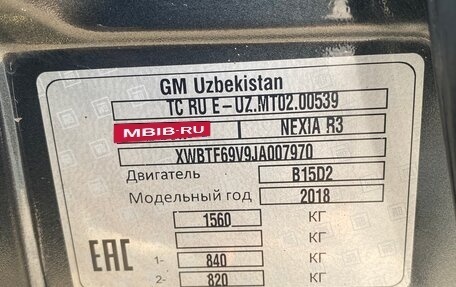 GM Uzbekistan
TC RU E-UZ.MT02.00539
MBIB·RU NEXIA R3
XWBTF69V9JA007970
Двигатель B15D2
Модельный год 2018
1560 КГ
КГ
EAC 1- 840 КГ
2- 820 КГ